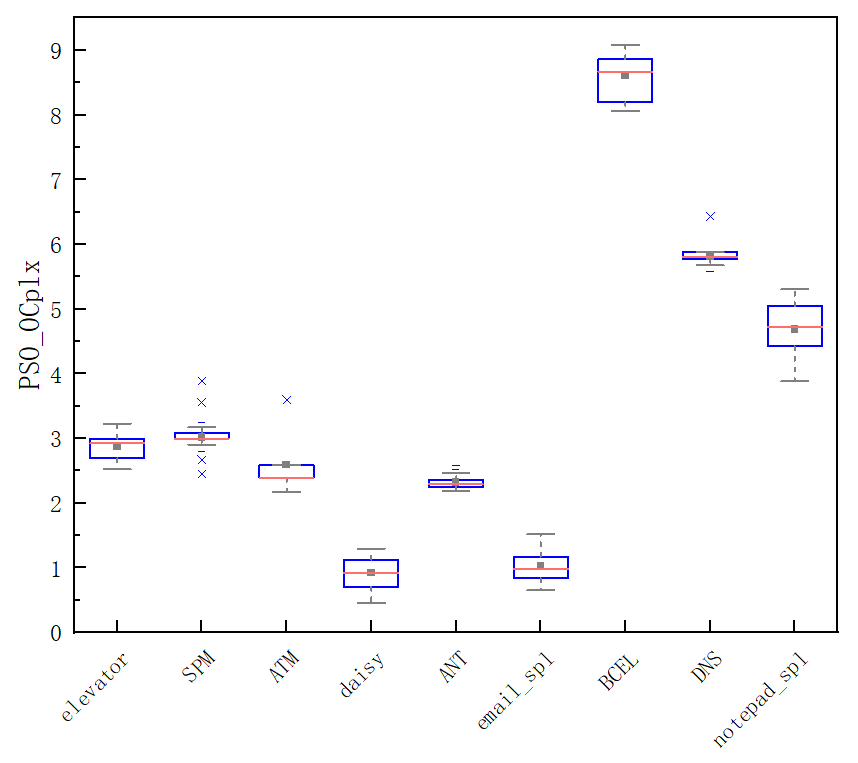 PSO_OCplx
9
8
7
6
5
4
3
2
1
0
elevator
SPM
ATM
daisy
ANT
email_spl
BCEL
DNS
notepad_spl